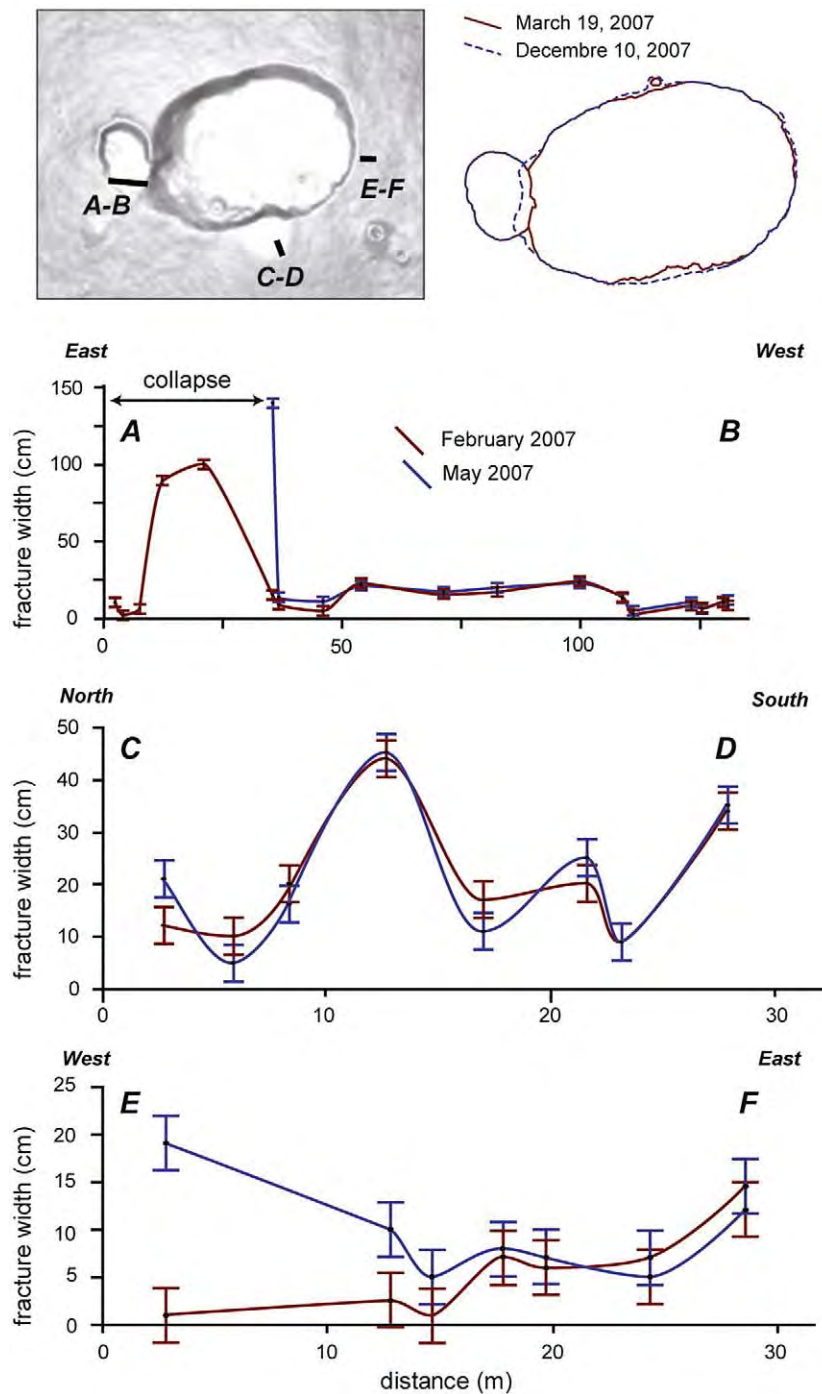 March 19, 2007
Decembre 10, 2007
A-B
E-F
C-D
East
West
150
collapse
A
B
February 2007
May 2007
100
50
0
fracture width (cm)
0
50
100
North
South
50
C
D
40
30
20
10
0
fracture width (cm)
0
10
20
30
West
East
25
E
F
20
15
10
5
0
fracture width (cm)
0
10
20
30
distance (m)